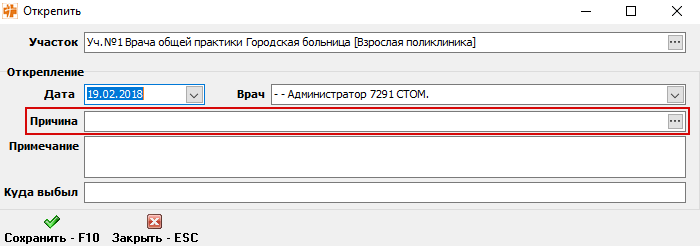 Открепить
Участок Уч.№1 Врача общей практики Городская больница [Взрослая поликлиника]
Открепление
Дата 19.02.2018 Врач - - Администратор 7291 СТОМ.
Причина
Примечание
Куда выбыл
Сохранить - F10 Закрыть - ESC